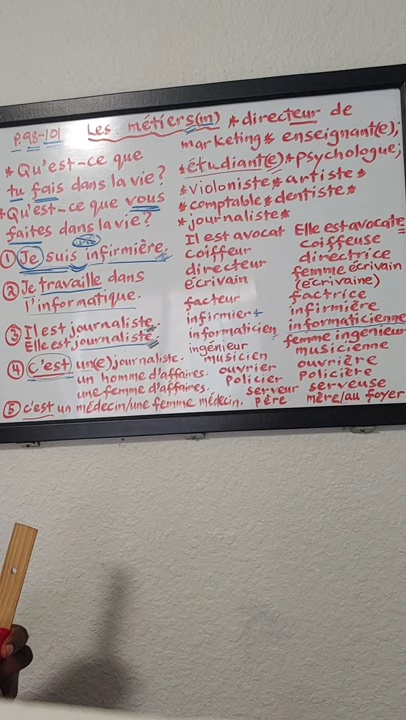 P.98-101 Les métiers(m) *directeur de
marketing* enseignant(e);
*étudiant(e)*psychologue;
*violoniste*artiste*
*comptable*dentiste*
*journaliste*
*Qu'est-ce que
tu fais dans la vie?
*Qu'est-ce que vous
faites dans la vie?
① Je suis infirmière.
② Je travaille dans
l'informatique.
③ Il est journaliste.
Elle est journaliste.
④ c'est un(e) journaliste.
un homme d'affaires.
une femme d'affaires.
⑤ c'est un médecin/une femme médecin.
Il est avocat Elle est avocate
coiffeur coiffeuse
directeur directrice
écrivain femme écrivain
(écrivaine)
facteur factrice
infirmier infirmière
informaticien informaticienne
ingénieur femme ingénieur
musicien musicienne
ouvrier ouvrière
policier policière
serveur serveuse
père mère/au foyer